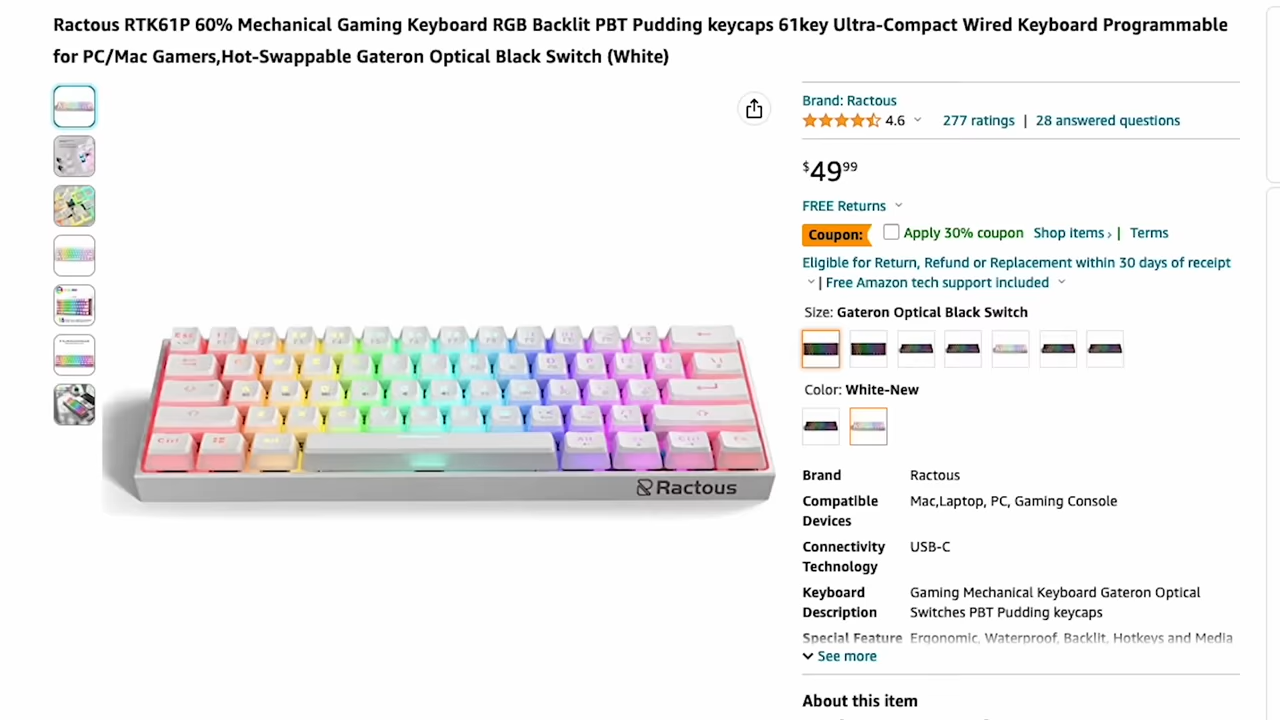 Ractous RTK61P 60% Mechanical Gaming Keyboard RGB Backlit PBT Pudding keycaps 61key Ultra-Compact Wired Keyboard Programmable
for PC/Mac Gamers,Hot-Swappable Gateron Optical Black Switch (White)
Brand: Ractous
4.6 277 ratings | 28 answered questions
$49 99
FREE Returns
Coupon: Apply 30% coupon Shop items › | Terms
Eligible for Return, Refund or Replacement within 30 days of receipt
| Free Amazon tech support included
Size: Gateron Optical Black Switch
Color: White-New
Ractous
Brand Ractous
Compatible Devices Mac,Laptop, PC, Gaming Console
Connectivity Technology USB-C
Keyboard Gaming Mechanical Keyboard Gateron Optical
Description Switches PBT Pudding keycaps
Special Feature Ergonomic, Waterproof, Backlit, Hotkeys and Media
See more
About this item